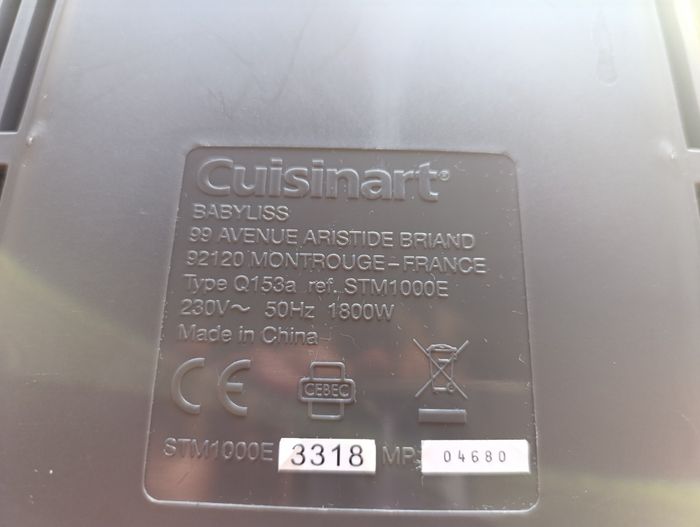 Cuisinart®
BABYLISS
99 AVENUE ARISTIDE BRIAND
92120 MONTROUGE-FRANCE
Type Q153a ref. STM1000E
230V~ 50Hz 1800W
Made in China
CE CEBEC
STM1000E 3318 MP: 04680